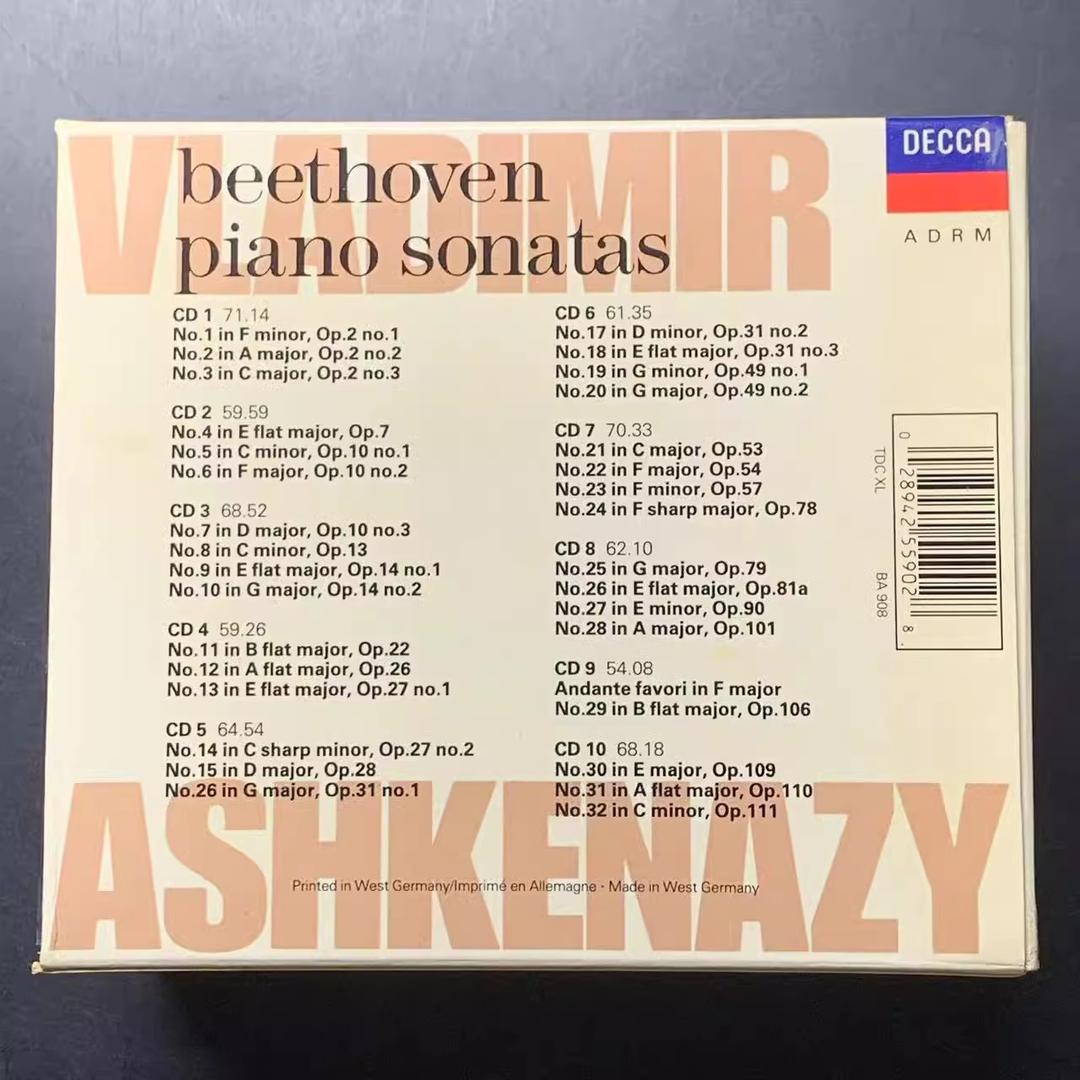 VLADIMIR
beethoven
piano sonatas
DECCA
ADRM
CD 1 71.14
No.1 in F minor, Op.2 no.1
No.2 in A major, Op.2 no.2
No.3 in C major, Op.2 no.3
CD 2 59.59
No.4 in E flat major, Op.7
No.5 in C minor, Op.10 no.1
No.6 in F major, Op.10 no.2
CD 3 68.52
No.7 in D major, Op.10 no.3
No.8 in C minor, Op.13
No.9 in E flat major, Op.14 no.1
No.10 in G major, Op.14 no.2
CD 4 59.26
No.11 in B flat major, Op.22
No.12 in A flat major, Op.26
No.13 in E flat major, Op.27 no.1
CD 5 64.54
No.14 in C sharp minor, Op.27 no.2
No.15 in D major, Op.28
No.26 in G major, Op.31 no.1
CD 6 61.35
No.17 in D minor, Op.31 no.2
No.18 in E flat major, Op.31 no.3
No.19 in G minor, Op.49 no.1
No.20 in G major, Op.49 no.2
CD 7 70.33
No.21 in C major, Op.53
No.22 in F major, Op.54
No.23 in F minor, Op.57
No.24 in F sharp major, Op.78
CD 8 62.10
No.25 in G major, Op.79
No.26 in E flat major, Op.81a
No.27 in E minor, Op.90
No.28 in A major, Op.101
CD 9 54.08
Andante favori in F major
No.29 in B flat major, Op.106
CD 10 68.18
No.30 in E major, Op.109
No.31 in A flat major, Op.110
No.32 in C minor, Op.111
TDC XL BA 908
0 28942 55902 8
ASHKENAZY
Printed in West Germany/Imprimé en Allemagne · Made in West Germany